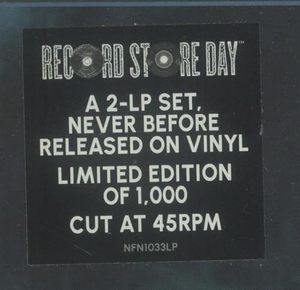 RECORD STORE DAY™
A 2-LP SET,
NEVER BEFORE
RELEASED ON VINYL
LIMITED EDITION
OF 1,000
CUT AT 45RPM
NFN1033LP